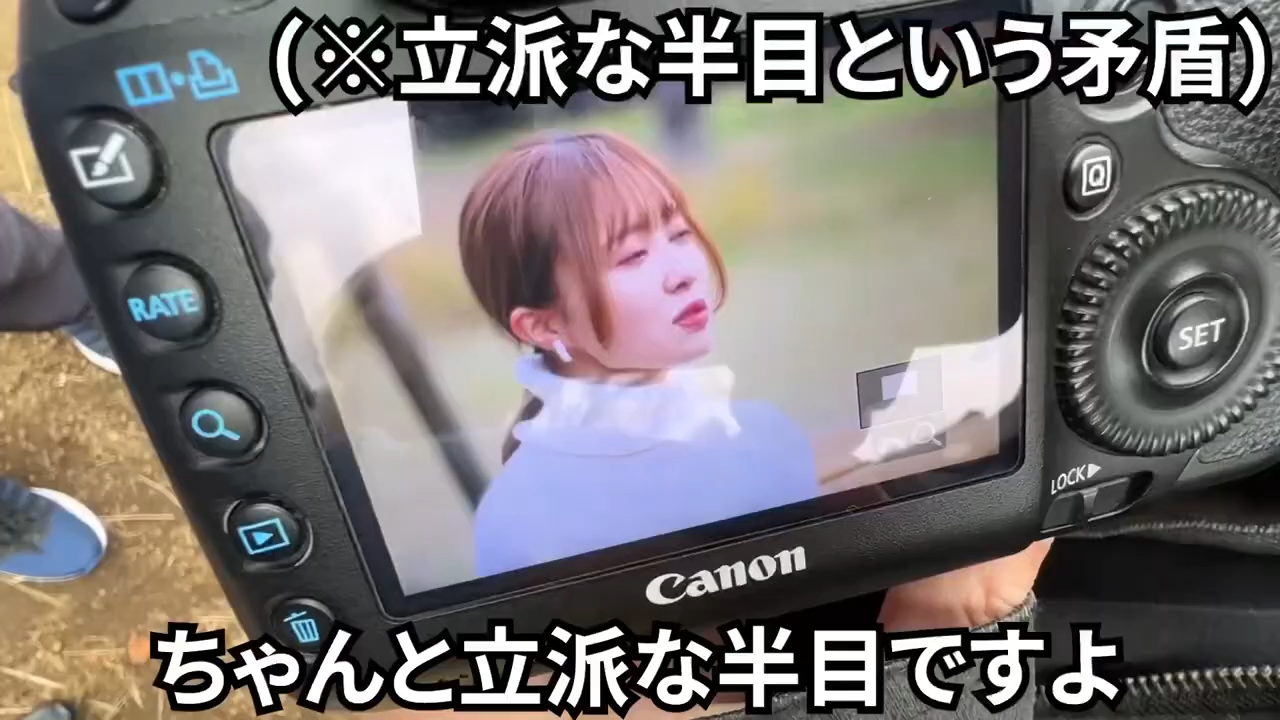 (※立派な半目という矛盾)
RATE
Q
SET
LOCK▶
Canon
ちゃんと立派な半目ですよ